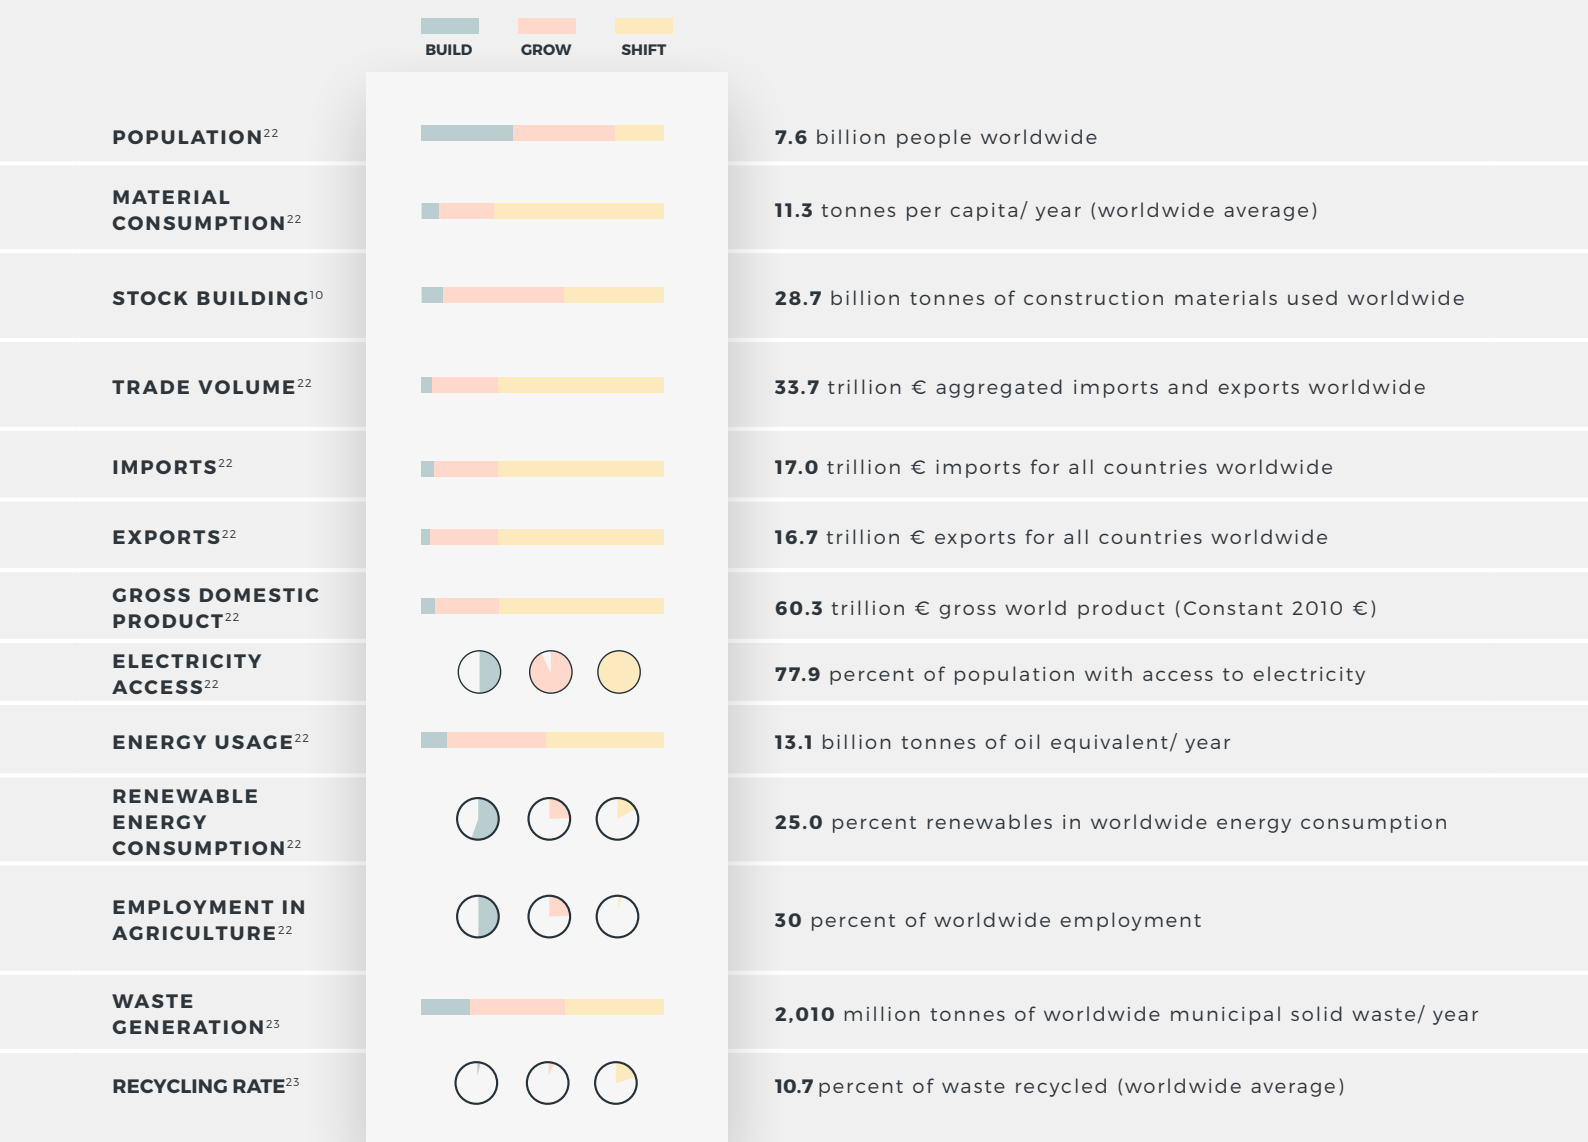 BUILD GROW SHIFT
POPULATION22
7.6 billion people worldwide
MATERIAL
CONSUMPTION22
11.3 tonnes per capita/ year (worldwide average)
STOCK BUILDING10
28.7 billion tonnes of construction materials used worldwide
TRADE VOLUME22
33.7 trillion € aggregated imports and exports worldwide
IMPORTS22
17.0 trillion € imports for all countries worldwide
EXPORTS22
16.7 trillion € exports for all countries worldwide
GROSS DOMESTIC
PRODUCT22
60.3 trillion € gross world product (Constant 2010 €)
ELECTRICITY
ACCESS22
77.9 percent of population with access to electricity
ENERGY USAGE22
13.1 billion tonnes of oil equivalent/ year
RENEWABLE
ENERGY
CONSUMPTION22
25.0 percent renewables in worldwide energy consumption
EMPLOYMENT IN
AGRICULTURE22
30 percent of worldwide employment
WASTE
GENERATION23
2,010 million tonnes of worldwide municipal solid waste/ year
RECYCLING RATE23
10.7 percent of waste recycled (worldwide average)